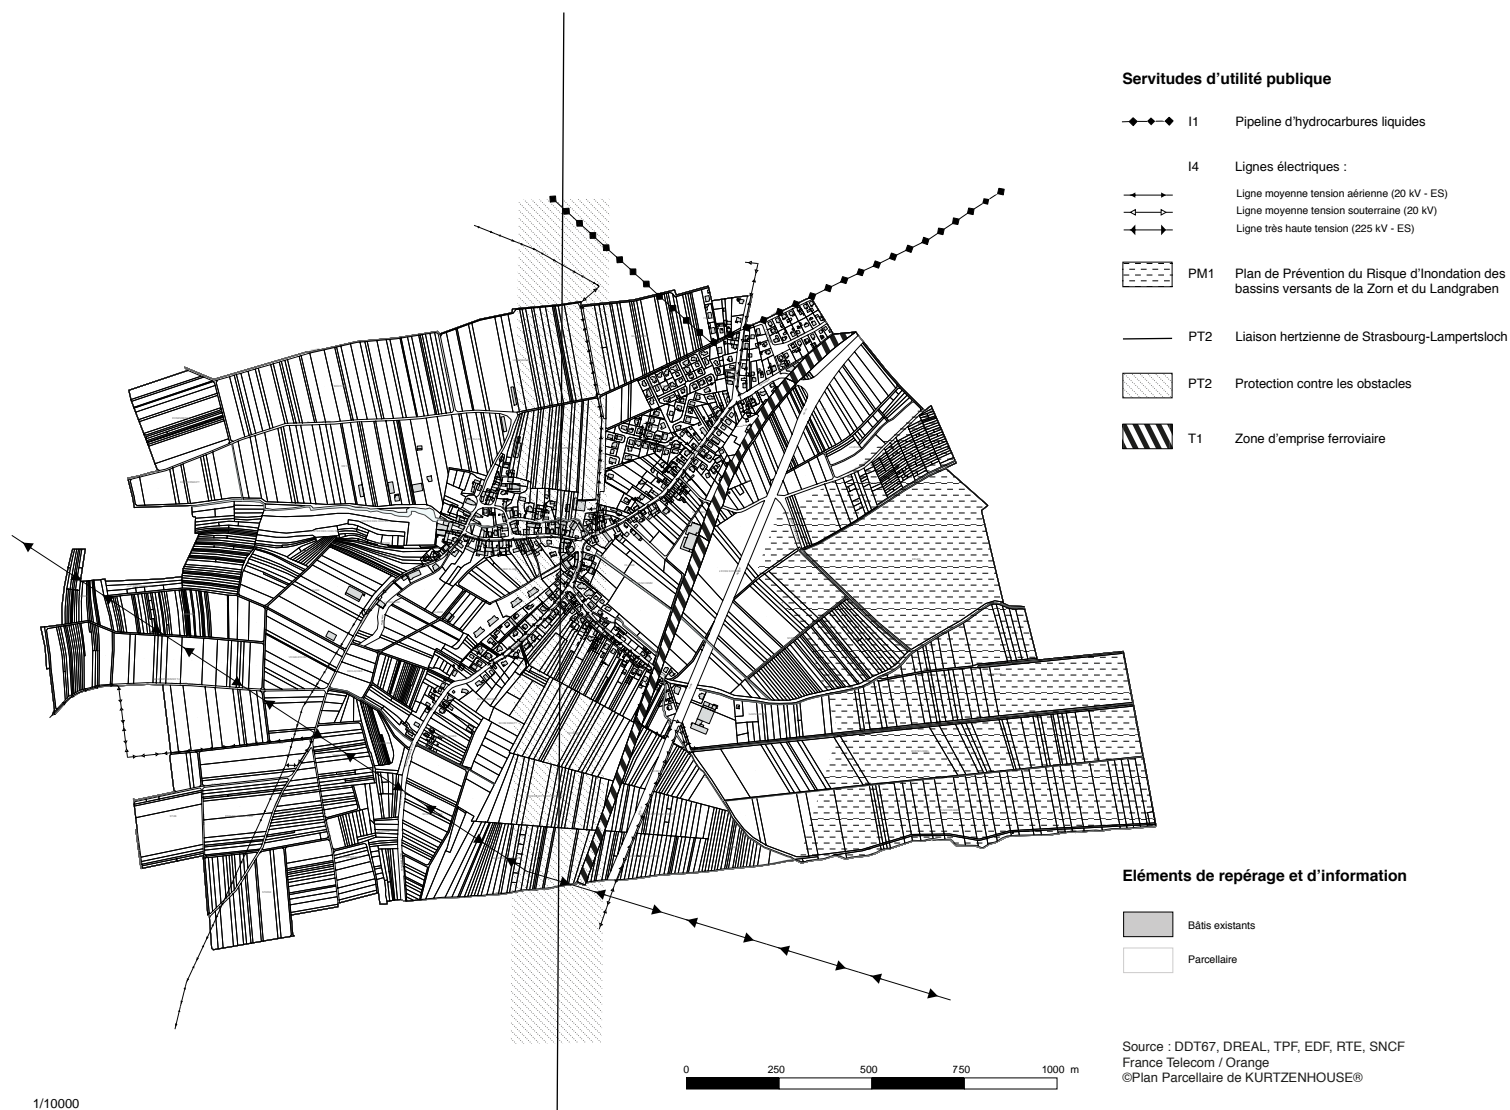 Servitudes d'utilité publique
I1 Pipeline d'hydrocarbures liquides
I4 Lignes électriques :
Ligne moyenne tension aérienne (20 kV - ES)
Ligne moyenne tension souterraine (20 kV)
Ligne très haute tension (225 kV - ES)
PM1 Plan de Prévention du Risque d'Inondation des
bassins versants de la Zorn et du Landgraben
PT2 Liaison hertzienne de Strasbourg-Lampertsloch
PT2 Protection contre les obstacles
T1 Zone d'emprise ferroviaire
Eléments de repérage et d'information
Bâtis existants
Parcellaire
Source : DDT67, DREAL, TPF, EDF, RTE, SNCF
France Telecom / Orange
©Plan Parcellaire de KURTZENHOUSE®
0 250 500 750 1000 m
1/10000